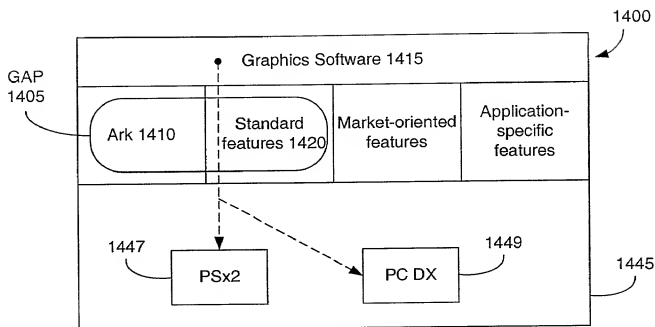 1400
Graphics Software 1415
GAP
1405
Ark 1410
Standard
features 1420
Market-oriented
features
Application-
specific
features
1447
PSx2
1449
PC DX
1445